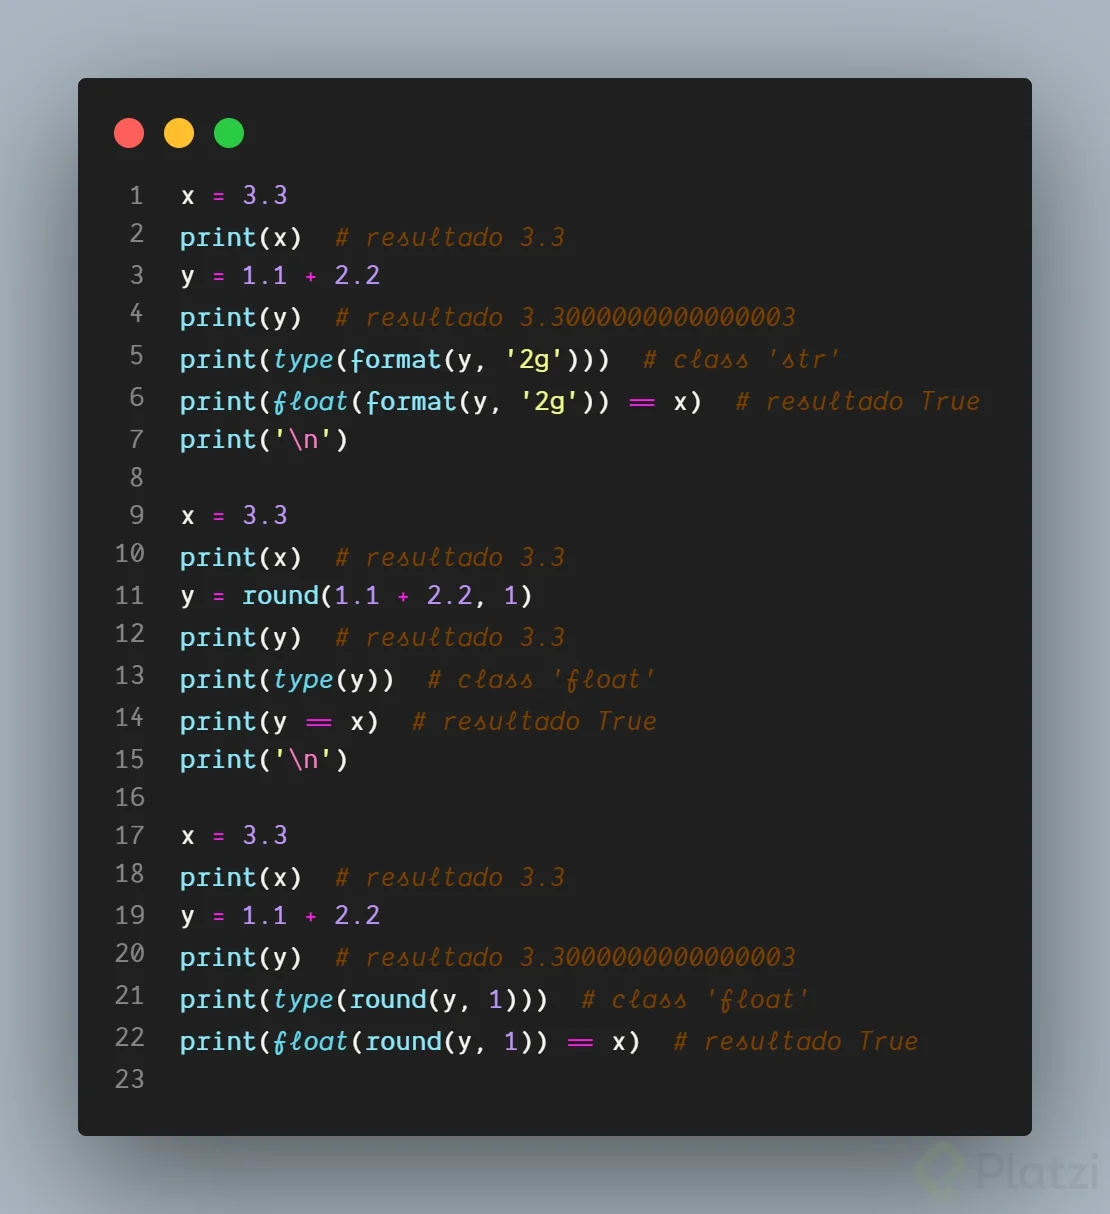 1 x = 3.3
2 print(x)  # resultado 3.3
3 y = 1.1 + 2.2
4 print(y)  # resultado 3.3000000000000003
5 print(type(format(y, '2g')))  # class 'str'
6 print(float(format(y, '2g')) == x)  # resultado True
7 print('\n')
8
9 x = 3.3
10 print(x)  # resultado 3.3
11 y = round(1.1 + 2.2, 1)
12 print(y)  # resultado 3.3
13 print(type(y))  # class 'float'
14 print(y == x)  # resultado True
15 print('\n')
16
17 x = 3.3
18 print(x)  # resultado 3.3
19 y = 1.1 + 2.2
20 print(y)  # resultado 3.3000000000000003
21 print(type(round(y, 1)))  # class 'float'
22 print(float(round(y, 1)) == x)  # resultado True
23
Platzi